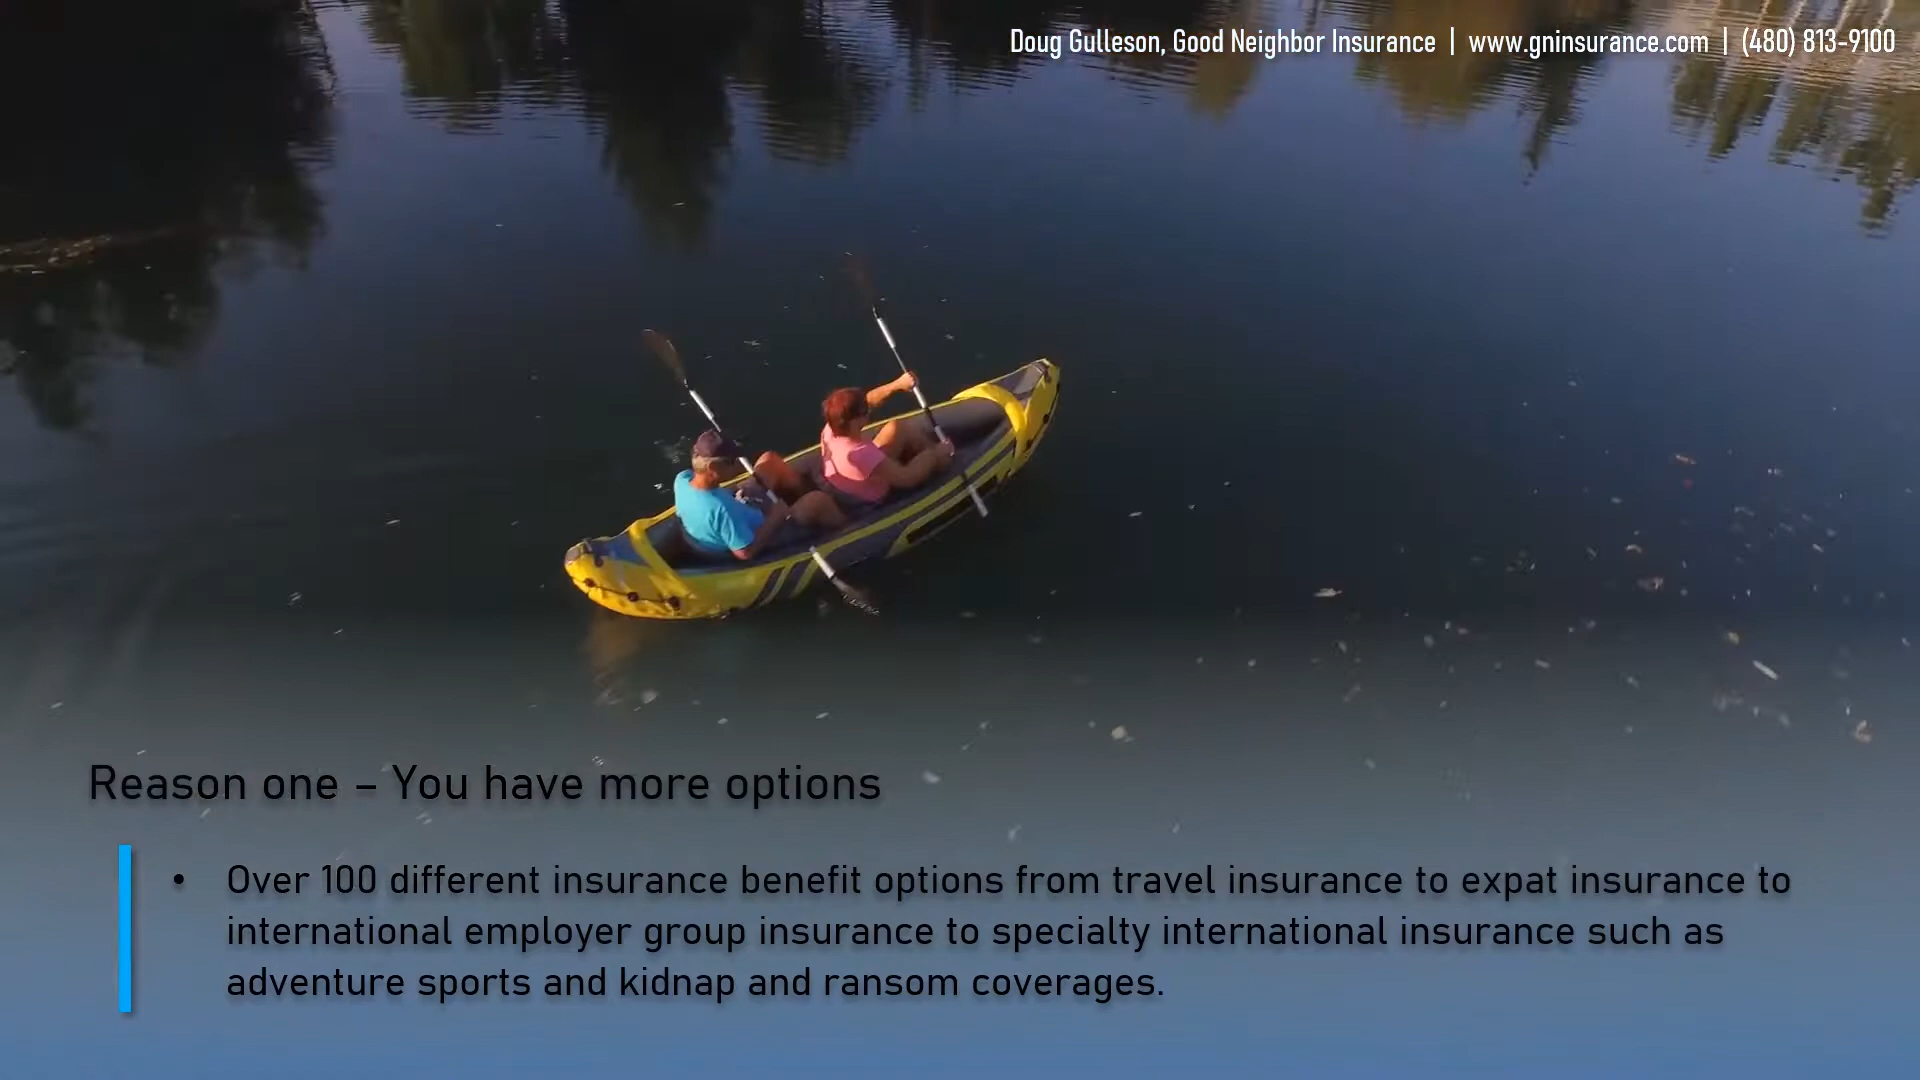 Doug Gulleson, Good Neighbor Insurance | www.gninsurance.com | (480) 813-9100
Reason one – You have more options
• Over 100 different insurance benefit options from travel insurance to expat insurance to
international employer group insurance to specialty international insurance such as
adventure sports and kidnap and ransom coverages.